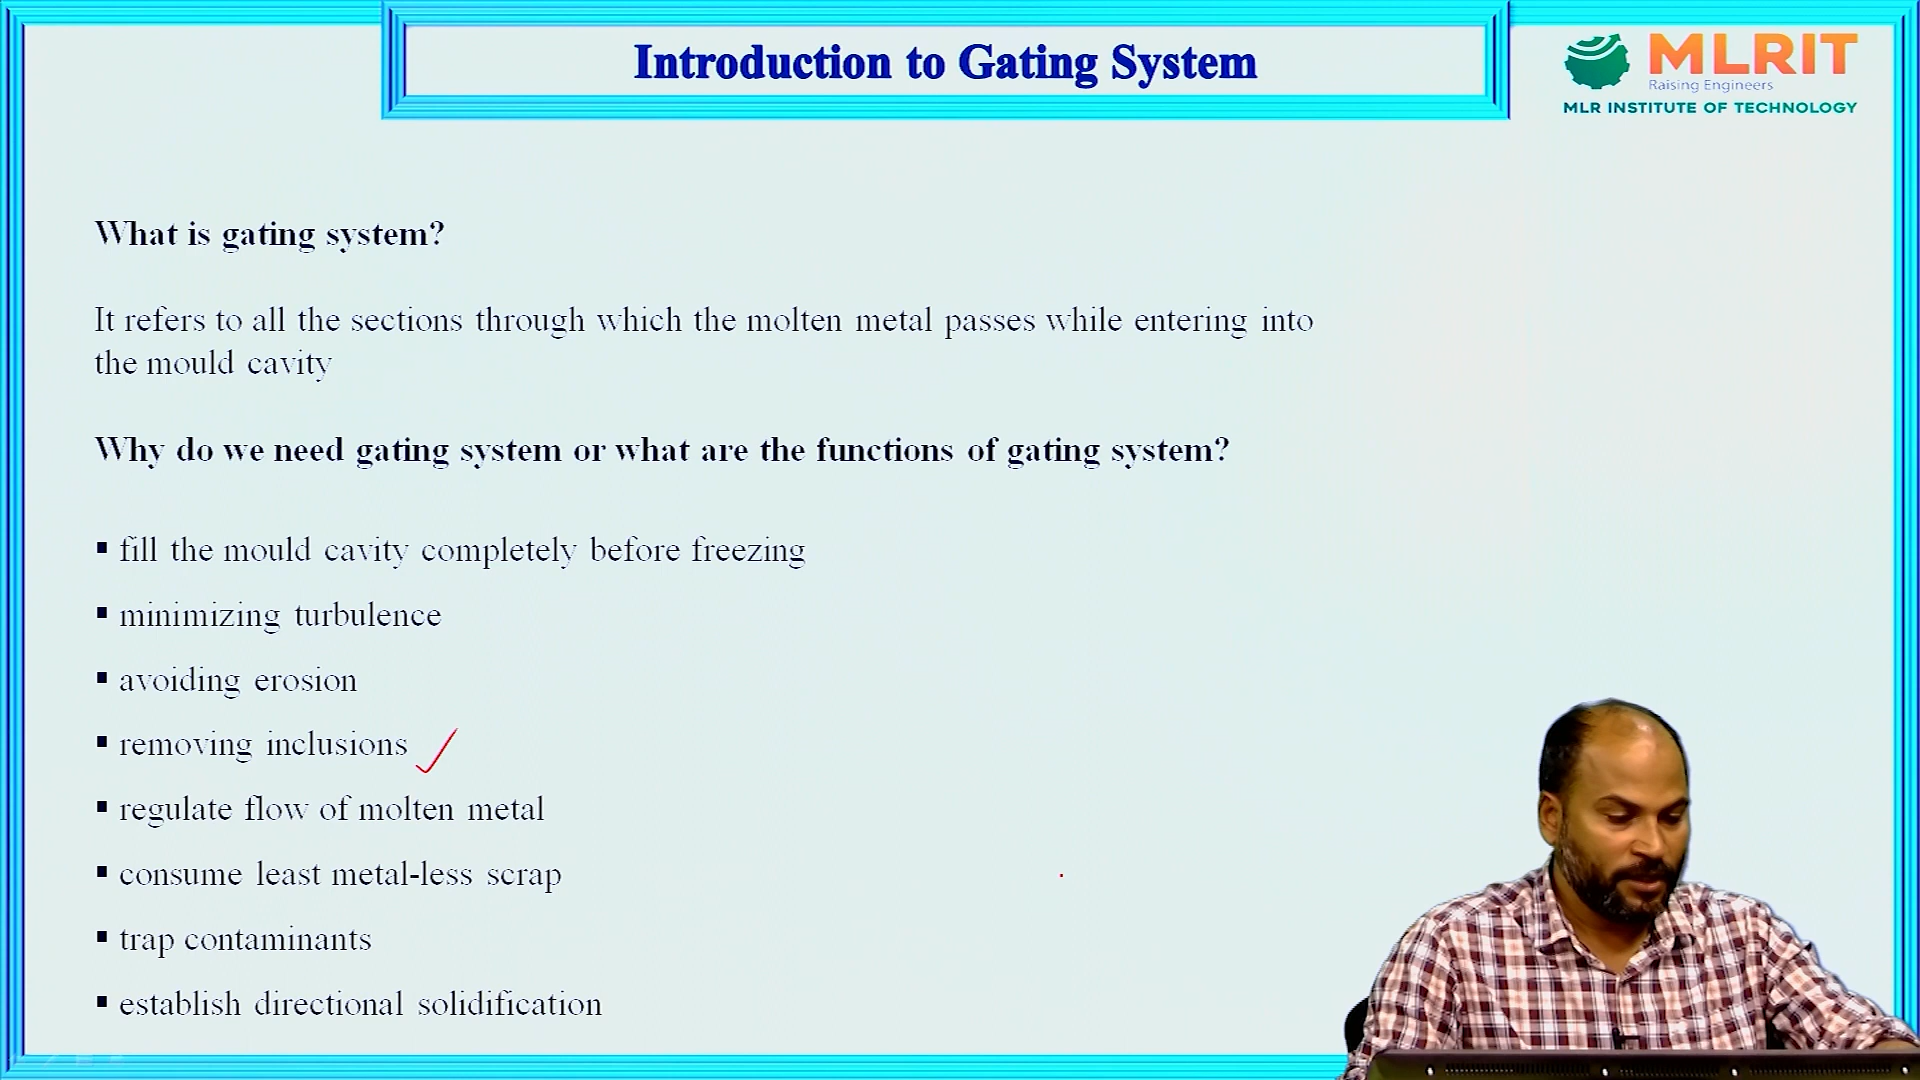 Introduction to Gating System
MLRIT
Raising Engineers
MLR INSTITUTE OF TECHNOLOGY
What is gating system?
It refers to all the sections through which the molten metal passes while entering into
the mould cavity
Why do we need gating system or what are the functions of gating system?
▪ fill the mould cavity completely before freezing
▪ minimizing turbulence
▪ avoiding erosion
▪ removing inclusions
▪ regulate flow of molten metal
▪ consume least metal-less scrap
▪ trap contaminants
▪ establish directional solidification